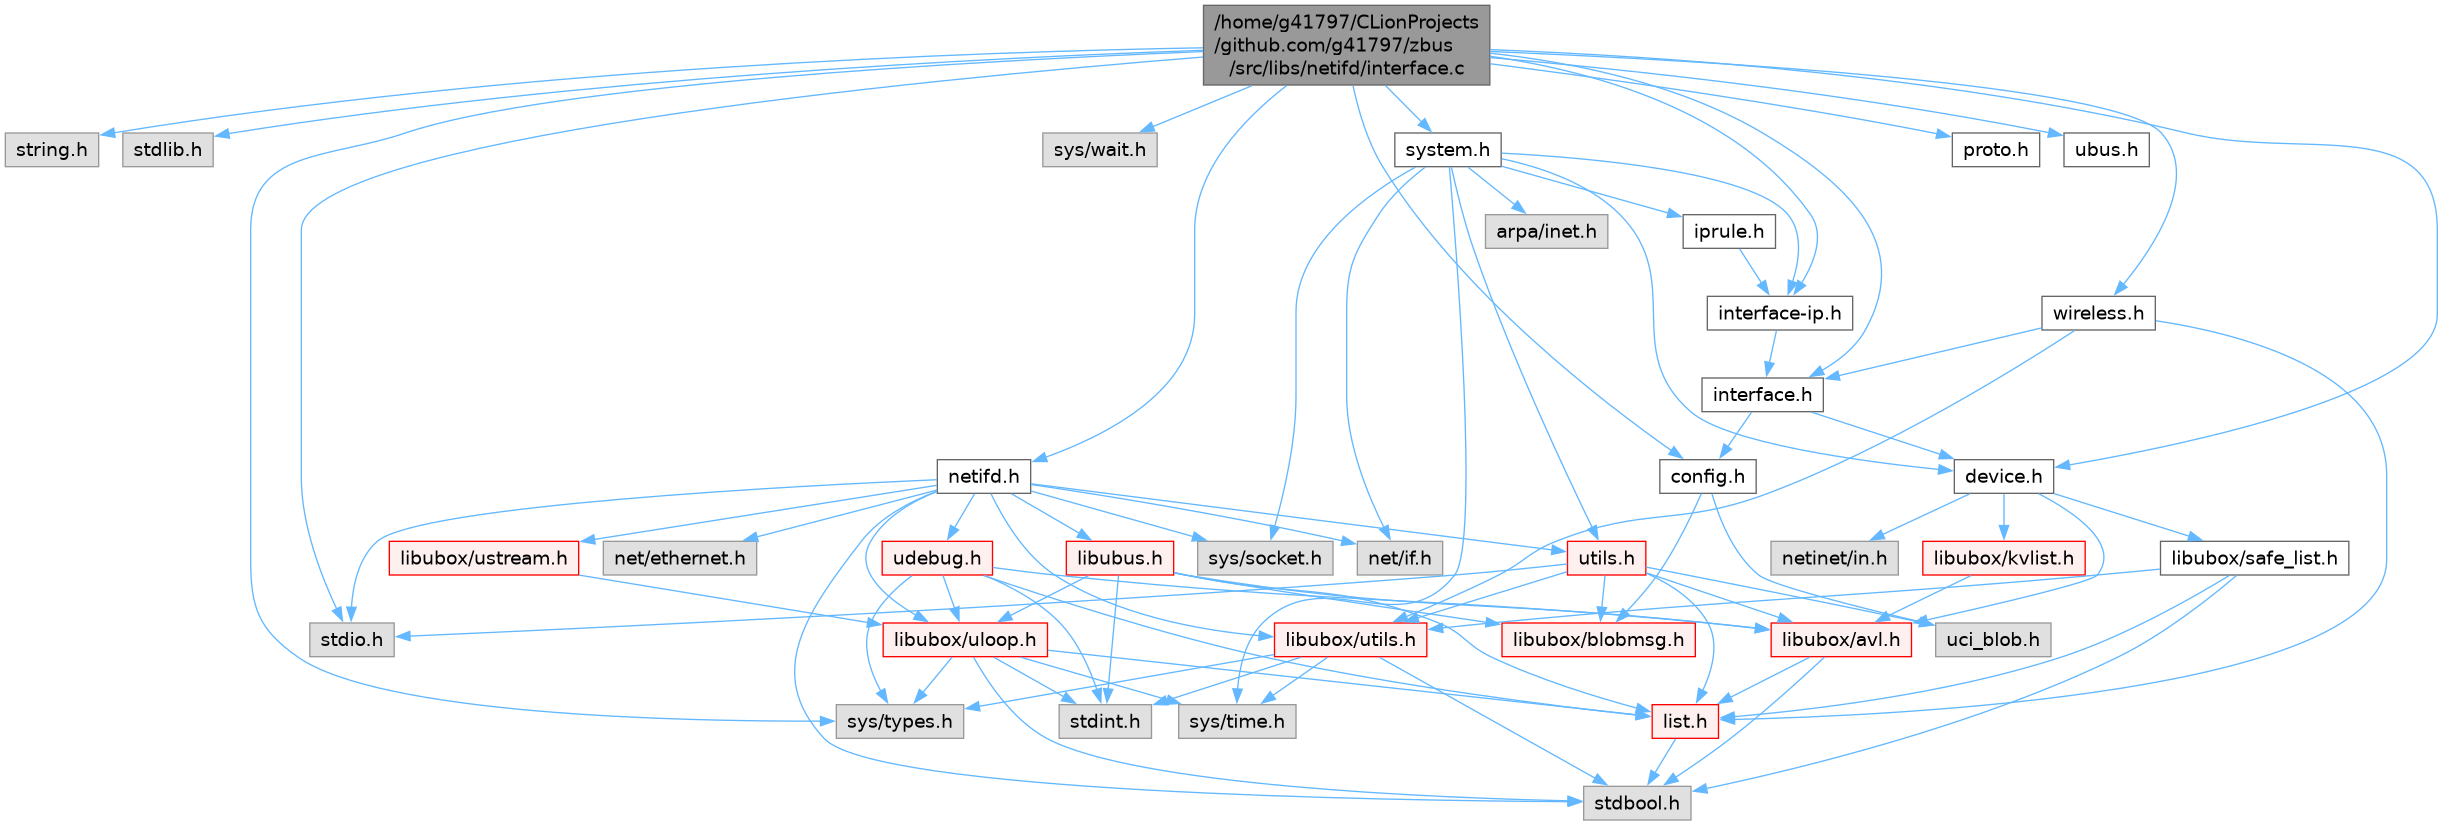 /home/g41797/CLionProjects
/github.com/g41797/zbus
/src/libs/netifd/interface.c
string.h
stdlib.h
sys/wait.h
system.h
proto.h
ubus.h
arpa/inet.h
iprule.h
interface-ip.h
wireless.h
interface.h
netifd.h
config.h
device.h
libubox/ustream.h
net/ethernet.h
udebug.h
libubus.h
sys/socket.h
net/if.h
utils.h
netinet/in.h
libubox/kvlist.h
libubox/safe_list.h
stdio.h
libubox/uloop.h
libubox/utils.h
libubox/blobmsg.h
libubox/avl.h
uci_blob.h
sys/types.h
stdint.h
sys/time.h
list.h
stdbool.h